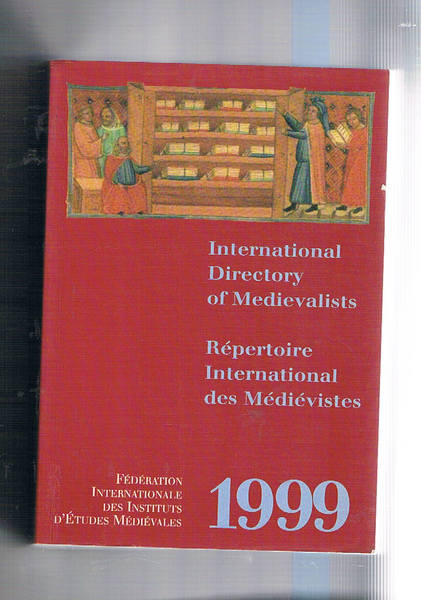 International
Directory
of Medievalists
Répertoire
International
des Médiévistes
Fédération
Internationale
des Instituts
d'Études Médiévales
1999